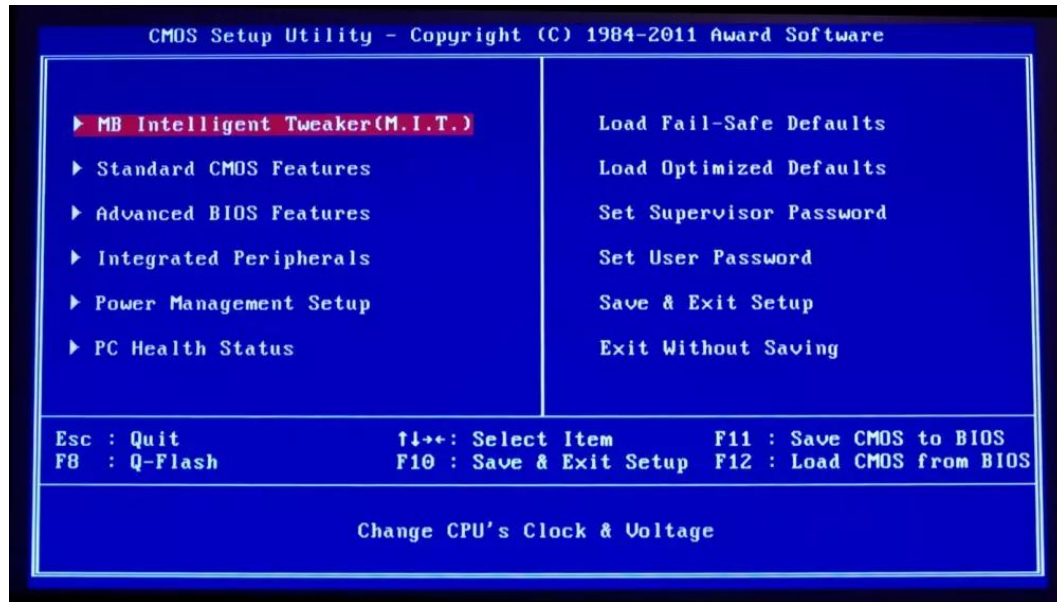 CMOS Setup Utility - Copyright (C) 1984-2011 Award Software
MB Intelligent Tweaker(M.I.T.)
Standard CMOS Features
Advanced BIOS Features
Integrated Peripherals
Power Management Setup
PC Health Status
Load Fail-Safe Defaults
Load Optimized Defaults
Set Supervisor Password
Set User Password
Save & Exit Setup
Exit Without Saving
Esc : Quit
F8 : Q-Flash
↑↓→←: Select Item
F10 : Save & Exit Setup
F11 : Save CMOS to BIOS
F12 : Load CMOS from BIOS
Change CPU's Clock & Voltage